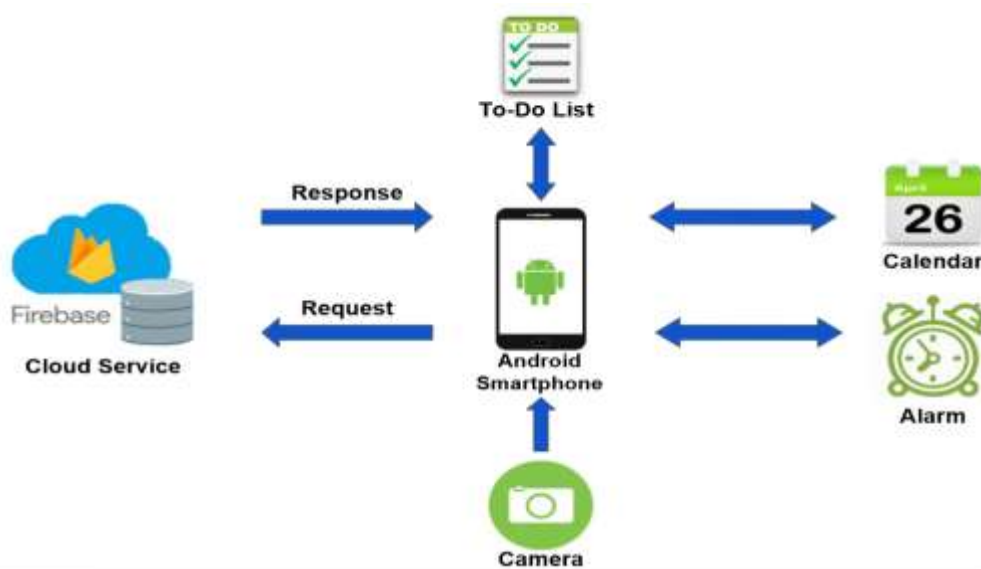 TO DO
To-Do List
Response
April
26
Calendar
Firebase
Request
Cloud Service
Android
Smartphone
Alarm
Camera